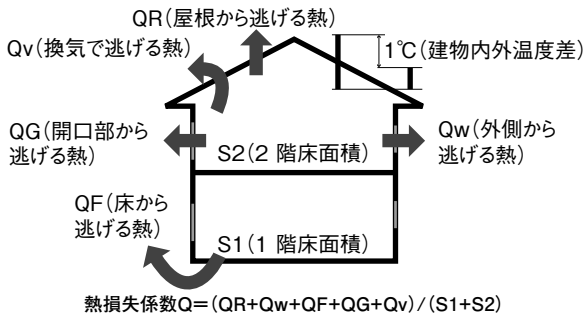 QR（屋根から逃げる熱）
Qv（換気で逃げる熱）
1℃（建物内外温度差）
QG（開口部から
逃げる熱）
Qw（外側から
逃げる熱）
S2（2 階床面積）
QF（床から
逃げる熱）
S1（1 階床面積）
熱損失係数Q＝（QR+Qw+QF+QG+Qv）/（S1+S2）